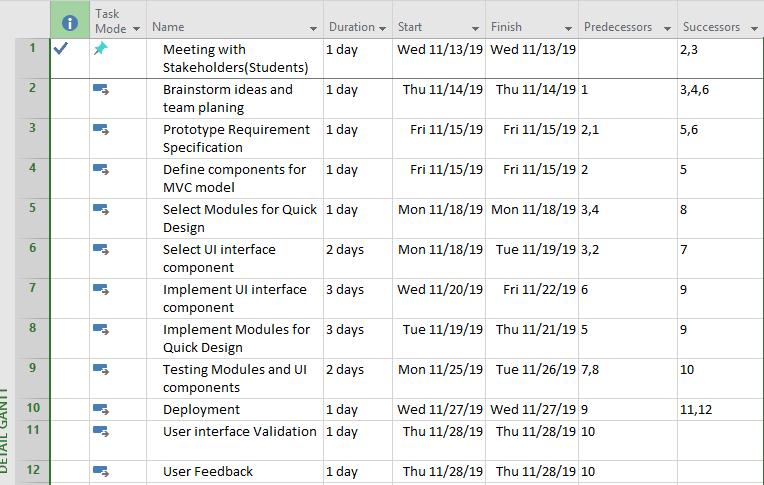 Task Mode Name Duration Start Finish Predecessors Successors
1 Meeting with 1 day Wed 11/13/19 Wed 11/13/19 2,3
Stakeholders(Students)
2 Brainstorm ideas and 1 day Thu 11/14/19 Thu 11/14/19 1 3,4,6
team planing
3 Prototype Requirement 1 day Fri 11/15/19 Fri 11/15/19 2,1 5,6
Specification
4 Define components for 1 day Fri 11/15/19 Fri 11/15/19 2 5
MVC model
5 Select Modules for Quick 1 day Mon 11/18/19 Mon 11/18/19 3,4 8
Design
6 Select UI interface 2 days Mon 11/18/19 Tue 11/19/19 3,2 7
component
7 Implement UI interface 3 days Wed 11/20/19 Fri 11/22/19 6 9
component
8 Implement Modules for 3 days Tue 11/19/19 Thu 11/21/19 5 9
Quick Design
9 Testing Modules and UI 2 days Mon 11/25/19 Tue 11/26/19 7,8 10
components
10 Deployment 1 day Wed 11/27/19 Wed 11/27/19 9 11,12
11 User interface Validation 1 day Thu 11/28/19 Thu 11/28/19 10
12 User Feedback 1 day Thu 11/28/19 Thu 11/28/19 10
DETAIL GANTT